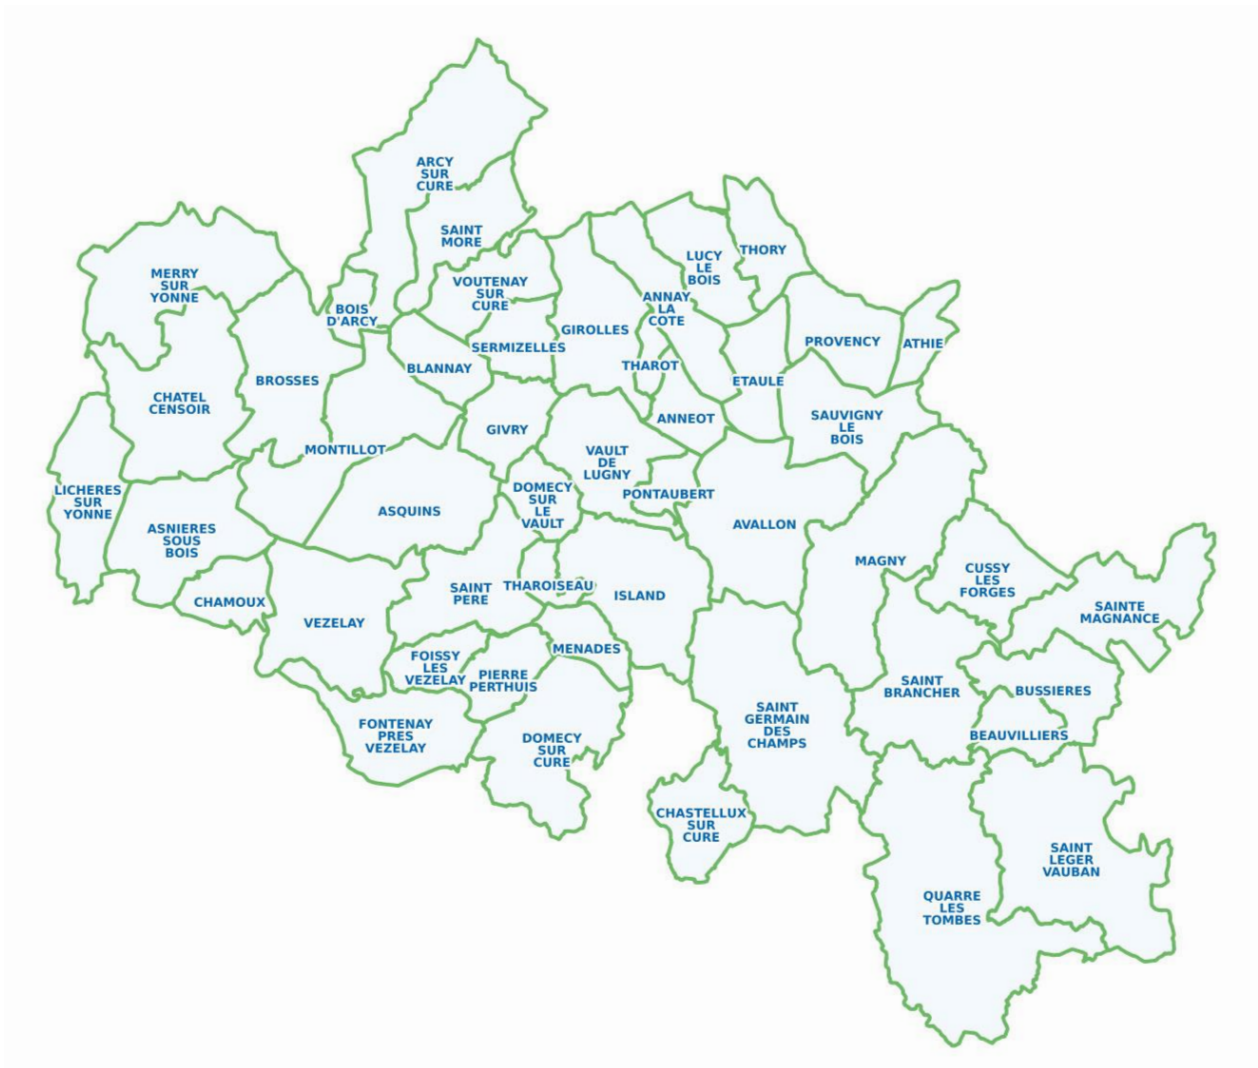 ARCY
SUR
CURE
SAINT
MORE
THORY
LUCY
LE
BOIS
MERRY
SUR
YONNE
VOUTENAY
SUR
CURE
BOIS
D'ARCY
ANNAY
LA
COTE
GIROLLES
SERMIZELLES
PROVENCY
ATHIE
BLANNAY
THAROT
BROSSES
ETAULE
CHATEL
CENSOIR
ANNEOT
SAUVIGNY
LE
BOIS
GIVRY
MONTILLOT
VAULT
DE
LUGNY
LICHERES
SUR
YONNE
DOMECY
SUR
LE
VAULT
PONTAUBERT
ASQUINS
AVALLON
ASNIERES
SOUS
BOIS
MAGNY
CUSSY
LES
FORGES
CHAMOUX
SAINT
PERE
THAROISEAU
ISLAND
SAINTE
MAGNANCE
VEZELAY
FOISSY
LES
VEZELAY
PIERRE
PERTHUIS
MENADES
SAINT
BRANCHER
BUSSIERES
FONTENAY
PRES
VEZELAY
DOMECY
SUR
CURE
SAINT
GERMAIN
DES
CHAMPS
BEAUVILLIERS
CHASTELLUX
SUR
CURE
SAINT
LEGER
VAUBAN
QUARRE
LES
TOMBES